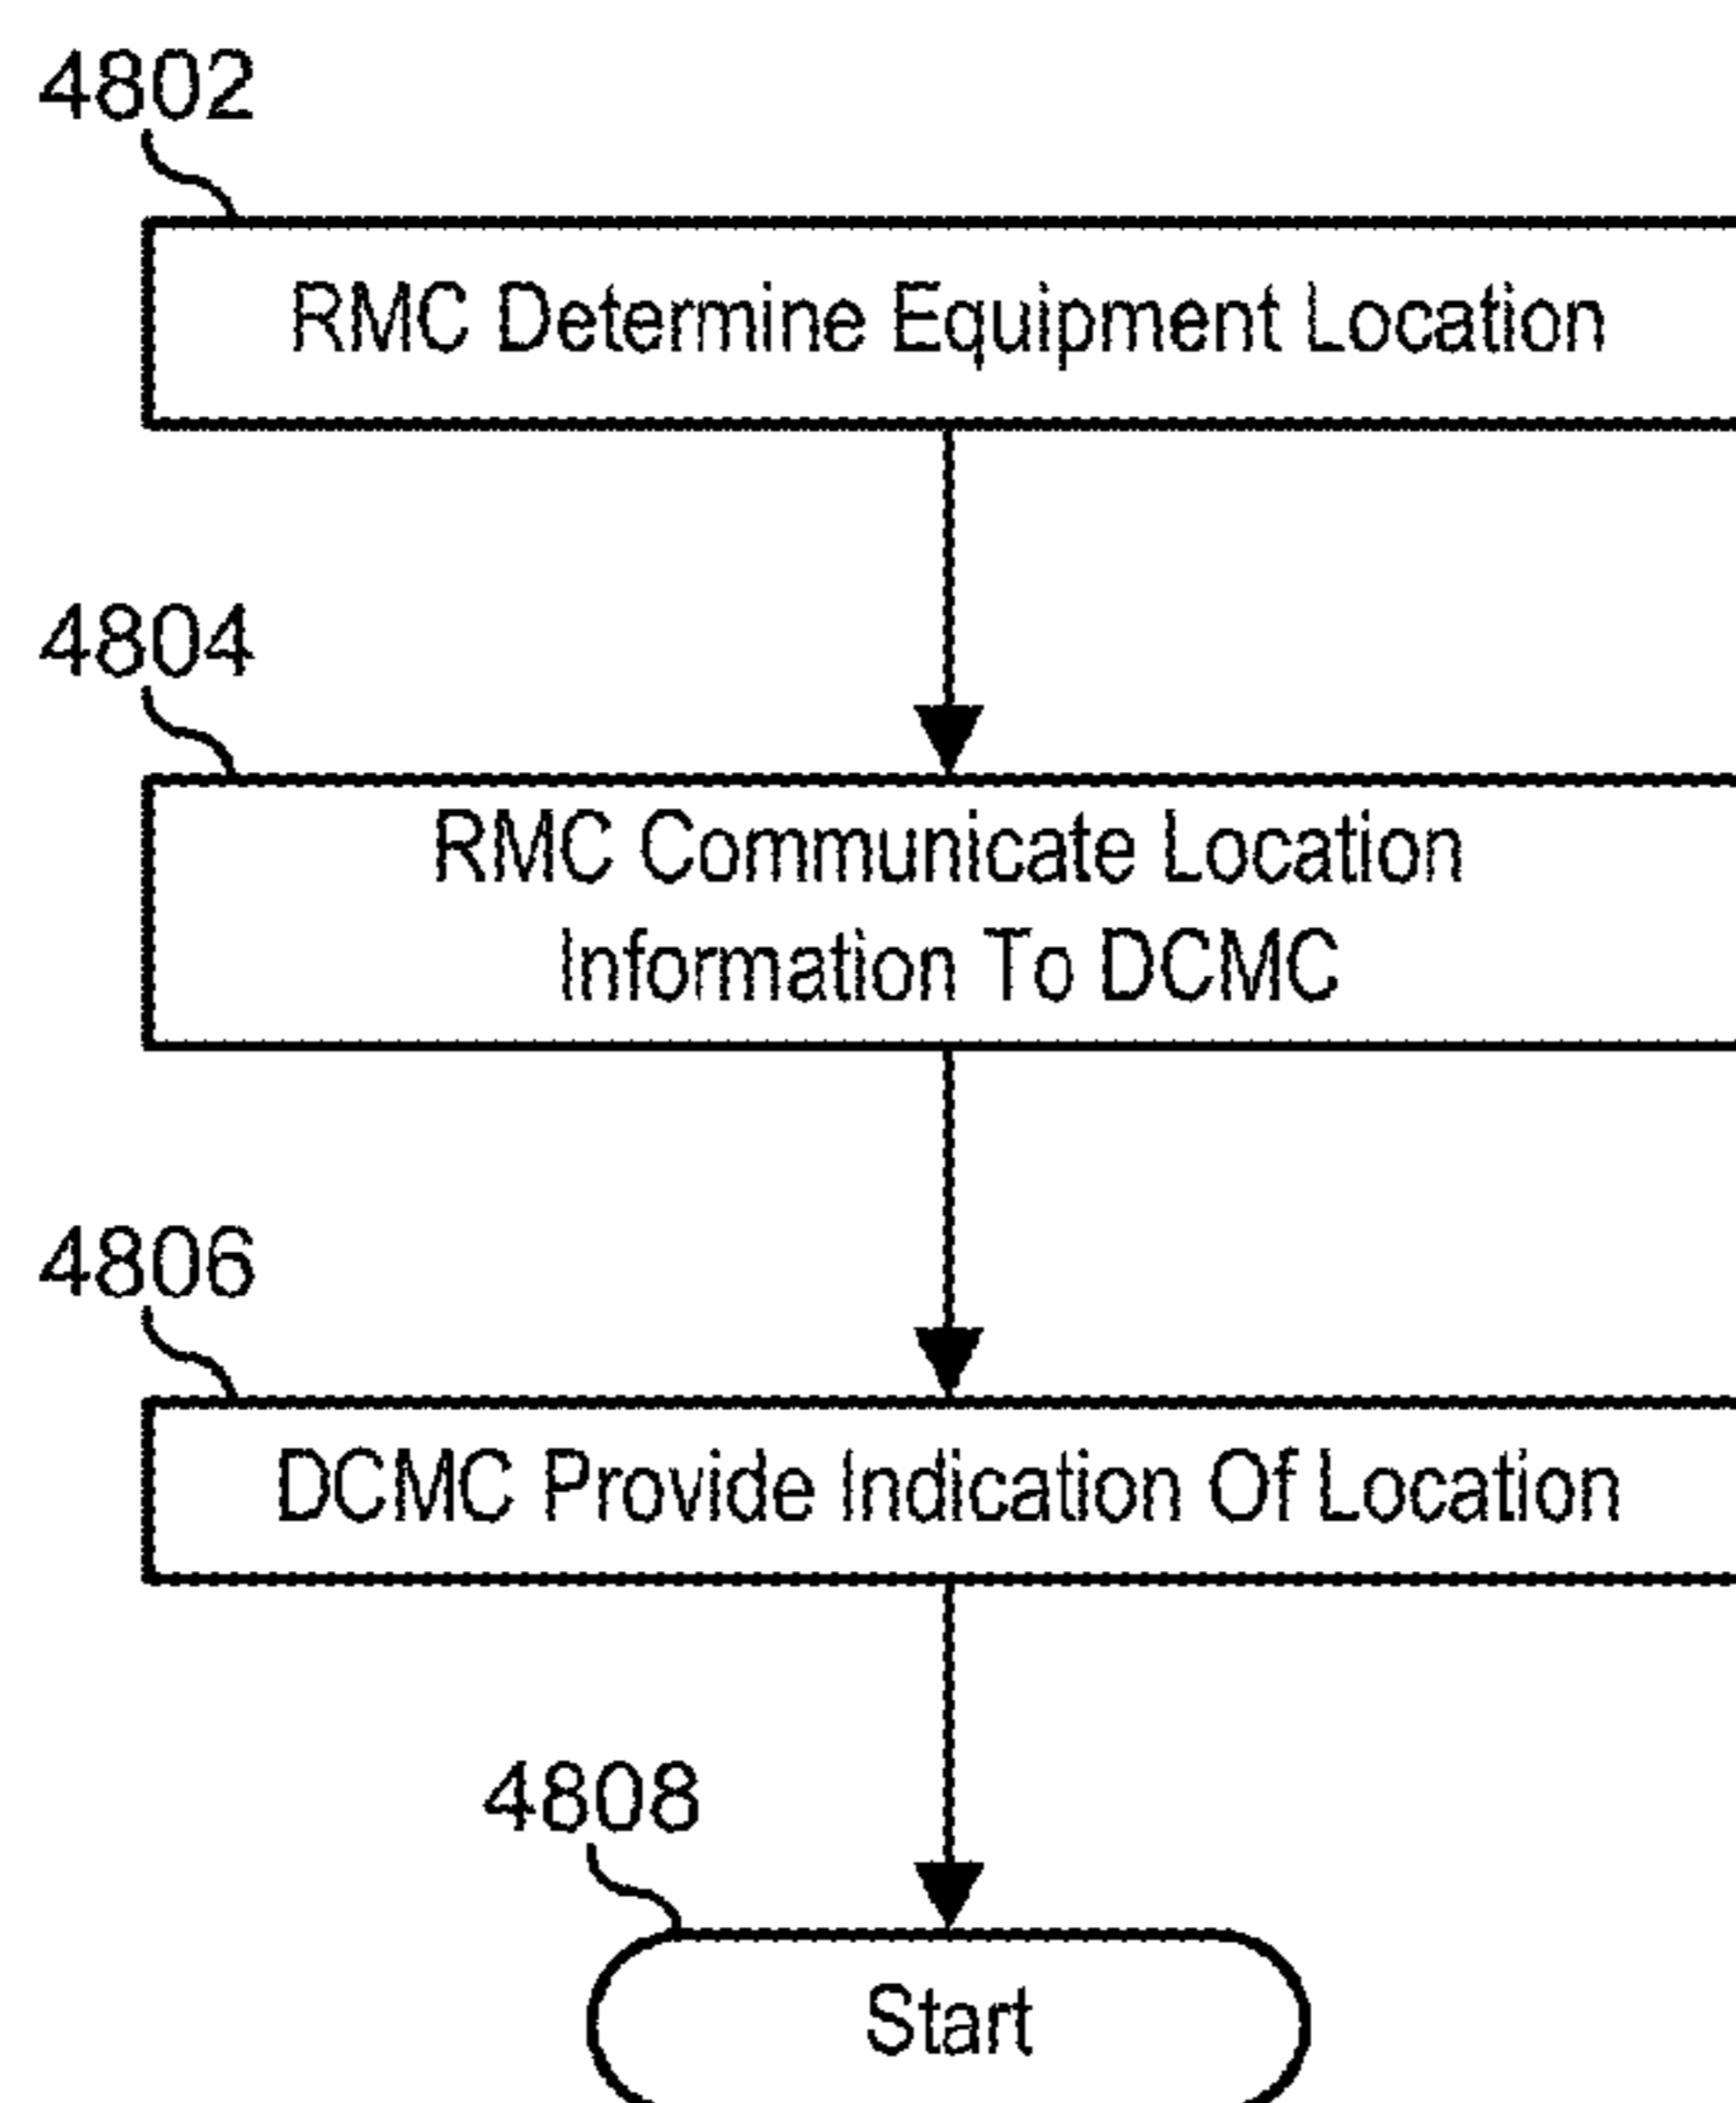 4802
RMC Determine Equipment Location
4804
RMC Communicate Location
Information To DCMC
4806
DCMC Provide Indication Of Location
4808
Start